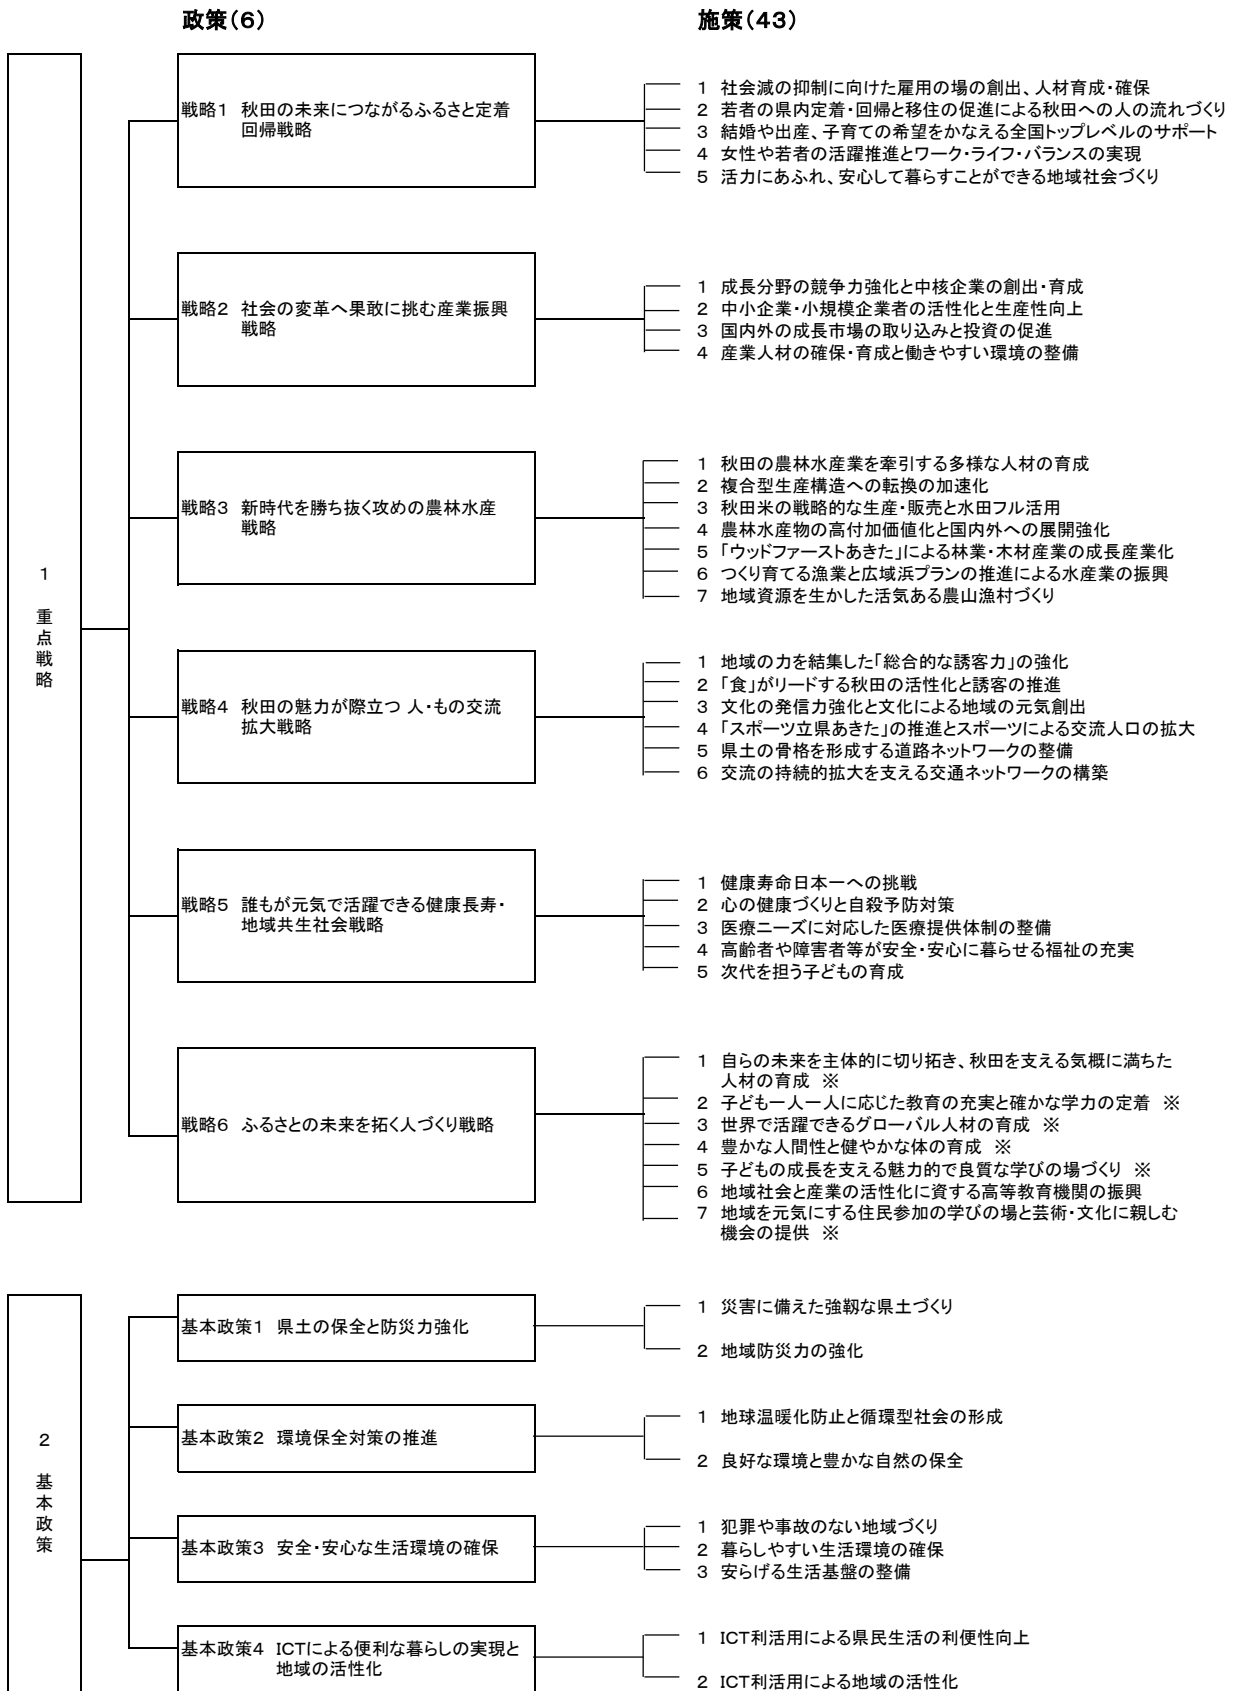 政策(6)
施策(43)
1
重点戦略
戦略1 秋田の未来につながるふるさと定着
回帰戦略
1 社会減の抑制に向けた雇用の場の創出、人材育成・確保
2 若者の県内定着・回帰と移住の促進による秋田への人の流れづくり
3 結婚や出産、子育ての希望をかなえる全国トップレベルのサポート
4 女性や若者の活躍推進とワーク・ライフ・バランスの実現
5 活力にあふれ、安心して暮らすことができる地域社会づくり
戦略2 社会の変革へ果敢に挑む産業振興
戦略
1 成長分野の競争力強化と中核企業の創出・育成
2 中小企業・小規模企業者の活性化と生産性向上
3 国内外の成長市場の取り込みと投資の促進
4 産業人材の確保・育成と働きやすい環境の整備
戦略3 新時代を勝ち抜く攻めの農林水産
戦略
1 秋田の農林水産業を牽引する多様な人材の育成
2 複合型生産構造への転換の加速化
3 秋田米の戦略的な生産・販売と水田フル活用
4 農林水産物の高付加価値化と国内外への展開強化
5 「ウッドファーストあきた」による林業・木材産業の成長産業化
6 つくり育てる漁業と広域浜プランの推進による水産業の振興
7 地域資源を生かした活気ある農山漁村づくり
戦略4 秋田の魅力が際立つ 人・もの交流
拡大戦略
1 地域の力を結集した「総合的な誘客力」の強化
2 「食」がリードする秋田の活性化と誘客の推進
3 文化の発信力強化と文化による地域の元気創出
4 「スポーツ立県あきた」の推進とスポーツによる交流人口の拡大
5 県土の骨格を形成する道路ネットワークの整備
6 交流の持続的拡大を支える交通ネットワークの構築
戦略5 誰もが元気で活躍できる健康長寿・
地域共生社会戦略
1 健康寿命日本一への挑戦
2 心の健康づくりと自殺予防対策
3 医療ニーズに対応した医療提供体制の整備
4 高齢者や障害者等が安全・安心に暮らせる福祉の充実
5 次代を担う子どもの育成
戦略6 ふるさとの未来を拓く人づくり戦略
1 自らの未来を主体的に切り拓き、秋田を支える気概に満ちた
人材の育成 ※
2 子ども一人一人に応じた教育の充実と確かな学力の定着 ※
3 世界で活躍できるグローバル人材の育成 ※
4 豊かな人間性と健やかな体の育成 ※
5 子どもの成長を支える魅力的で良質な学びの場づくり ※
6 地域社会と産業の活性化に資する高等教育機関の振興
7 地域を元気にする住民参加の学びの場と芸術・文化に親しむ
機会の提供 ※
2
基本政策
基本政策1 県土の保全と防災力強化
1 災害に備えた強靱な県土づくり
2 地域防災力の強化
基本政策2 環境保全対策の推進
1 地球温暖化防止と循環型社会の形成
2 良好な環境と豊かな自然の保全
基本政策3 安全・安心な生活環境の確保
1 犯罪や事故のない地域づくり
2 暮らしやすい生活環境の確保
3 安らげる生活基盤の整備
基本政策4 ICTによる便利な暮らしの実現と
地域の活性化
1 ICT利活用による県民生活の利便性向上
2 ICT利活用による地域の活性化